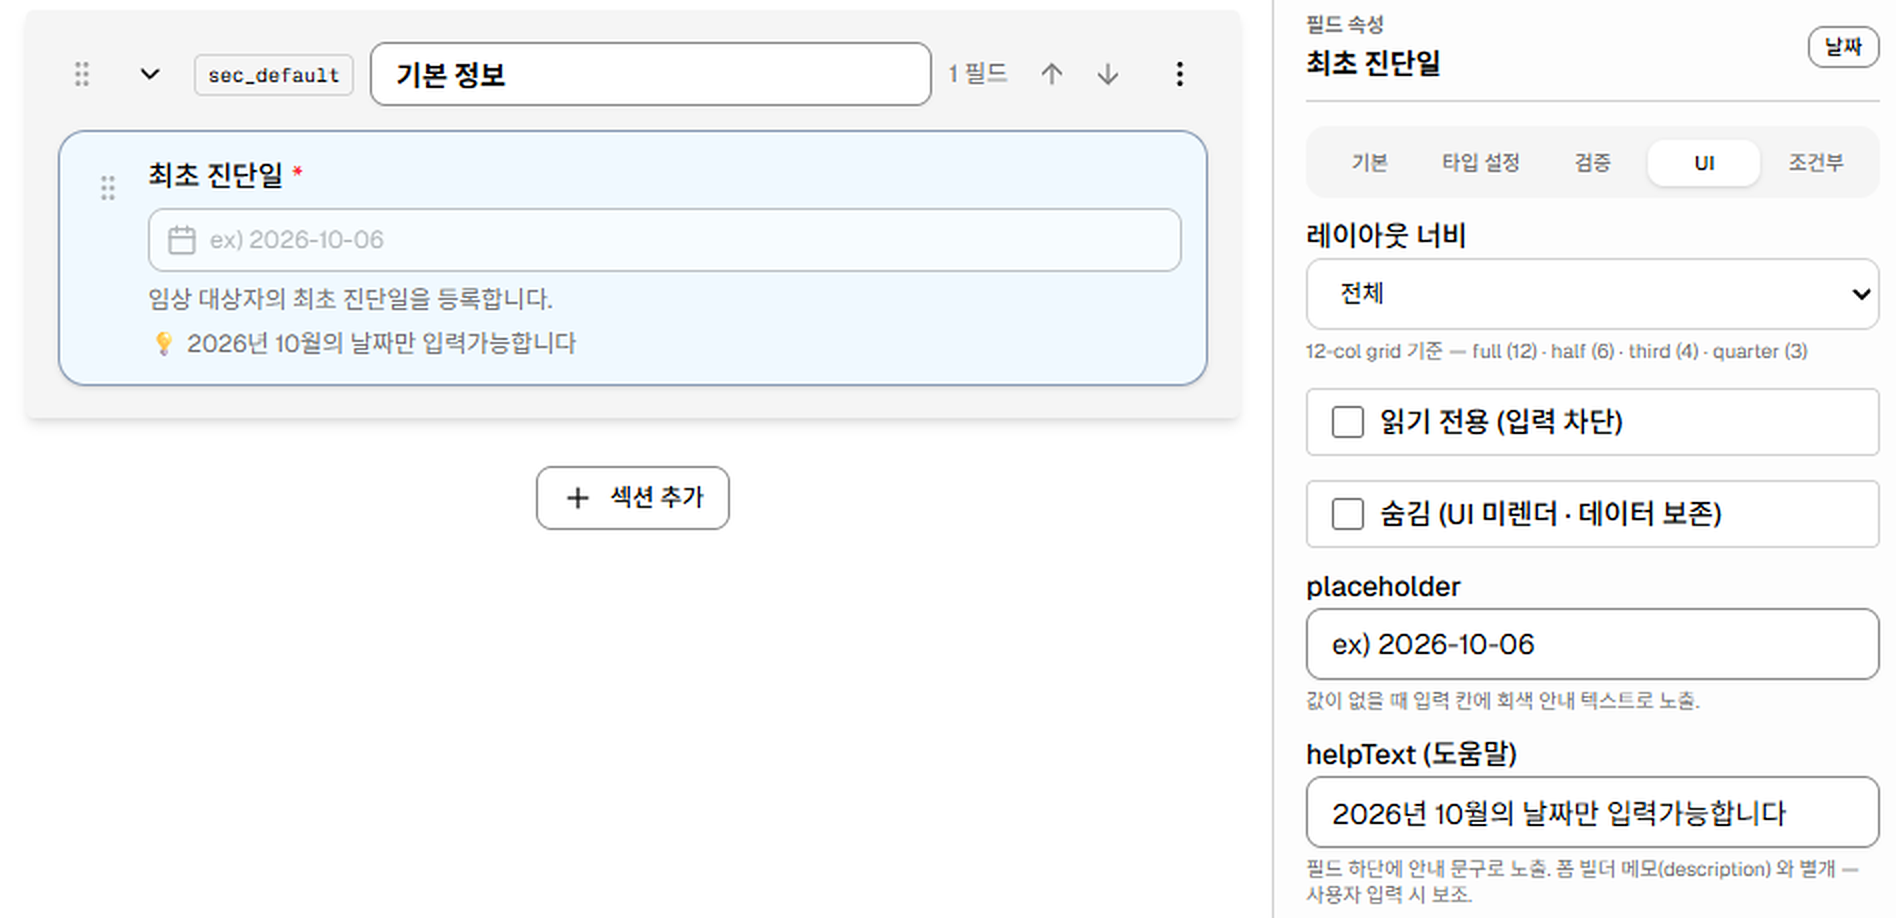 sec_default
기본 정보
1 필드
최초 진단일 *
ex) 2026-10-06
임상 대상자의 최초 진단일을 등록합니다.
💡 2026년 10월의 날짜만 입력가능합니다
+ 섹션 추가
필드 속성
최초 진단일
날짜
기본 타입 설정 검증 UI 조건부
레이아웃 너비
전체
12-col grid 기준 — full (12) · half (6) · third (4) · quarter (3)
읽기 전용 (입력 차단)
숨김 (UI 미렌더 · 데이터 보존)
placeholder
ex) 2026-10-06
값이 없을 때 입력 칸에 회색 안내 텍스트로 노출.
helpText (도움말)
2026년 10월의 날짜만 입력가능합니다
필드 하단에 안내 문구로 노출. 폼 빌더 메모(description) 와 별개 —
사용자 입력 시 보조.